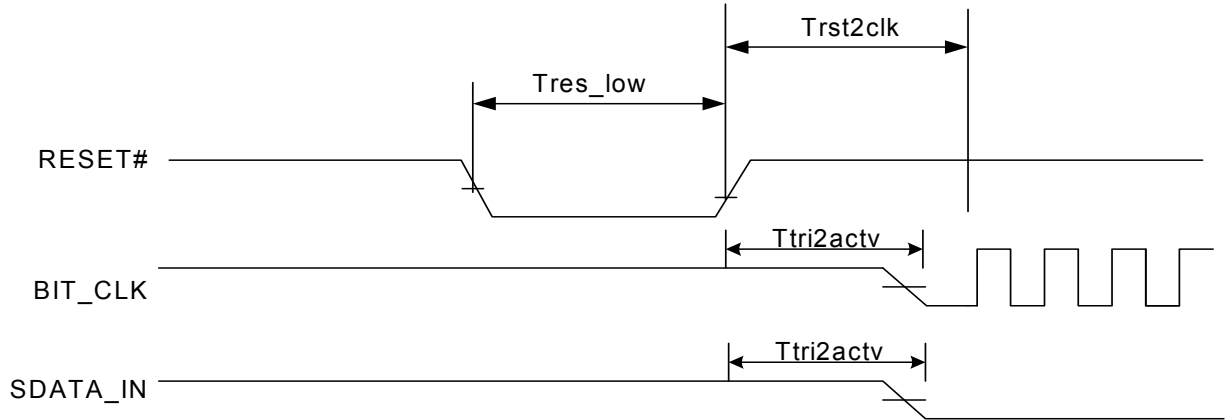 Trst2clk
Tres_low
RESET#
Ttri2actv
BIT_CLK
Ttri2actv
SDATA_IN